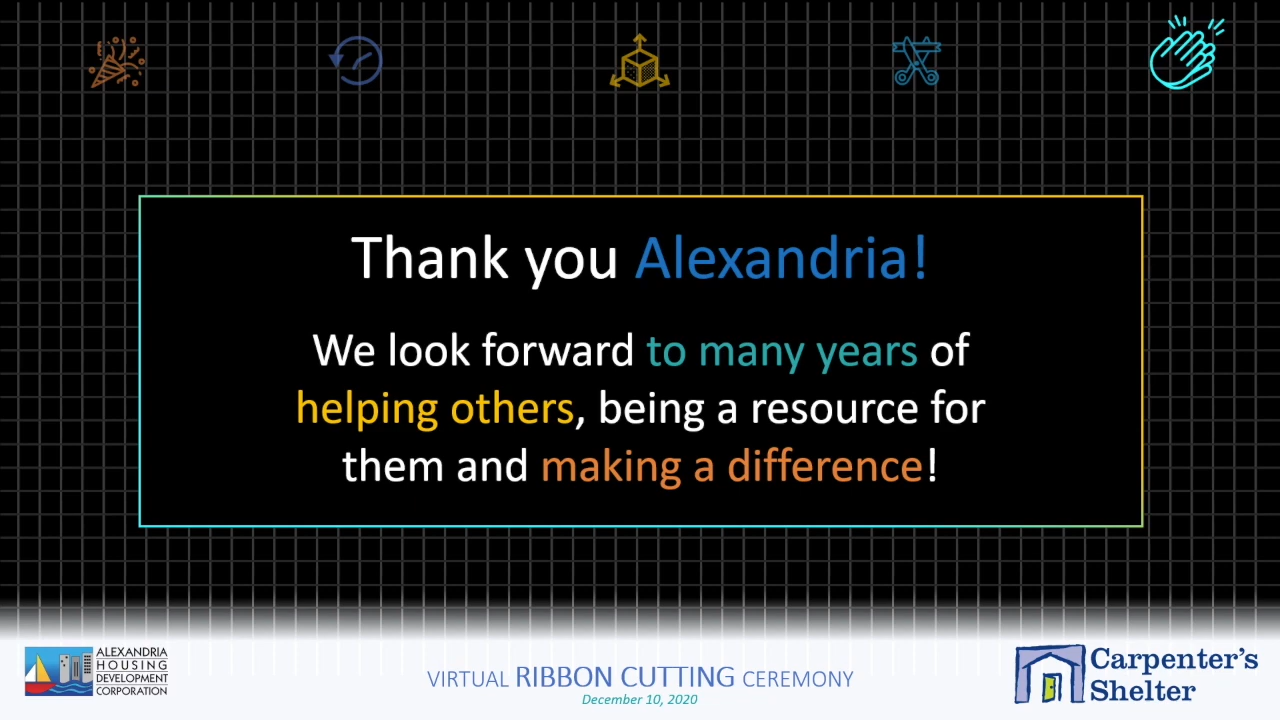 Thank you Alexandria!
We look forward to many years of
helping others, being a resource for
them and making a difference!
ALEXANDRIA
HOUSING
DEVELOPMENT
CORPORATION
VIRTUAL RIBBON CUTTING CEREMONY
December 10, 2020
Carpenter's
Shelter